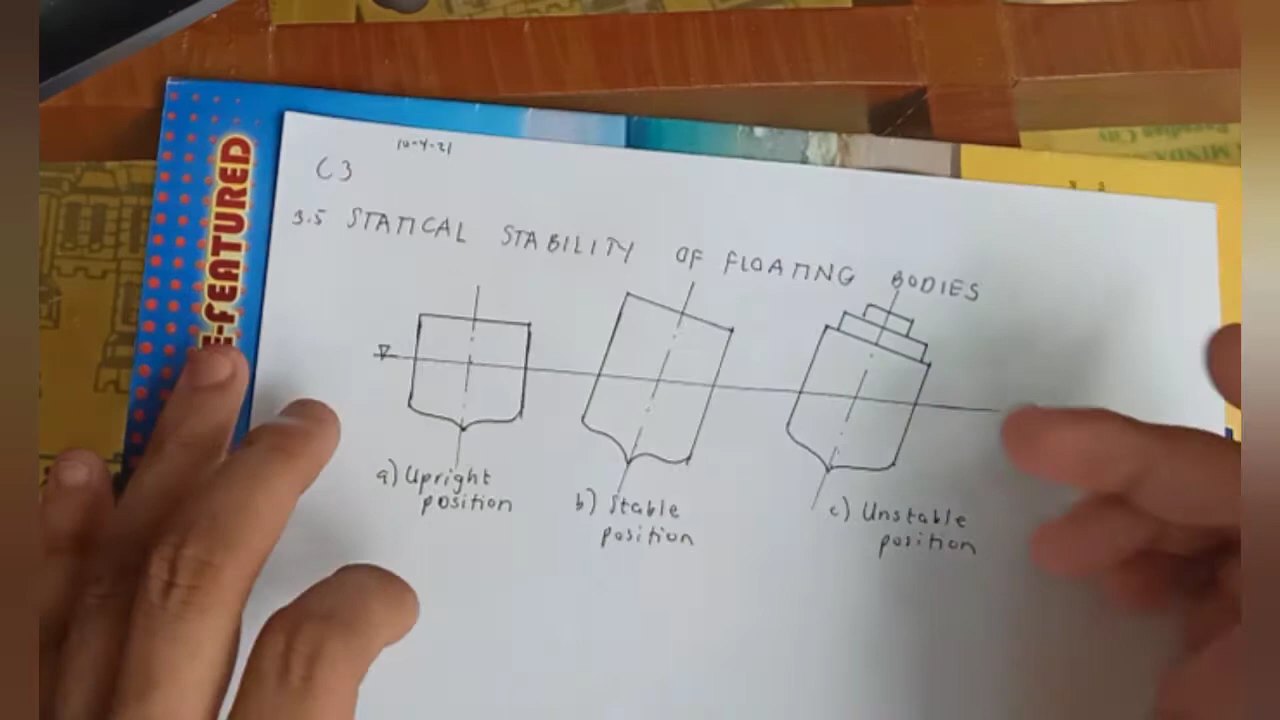 10-4-21
C3
3.5 STATICAL STABILITY OF FLOATING BODIES
a) Upright
position
b) Stable
position
c) Unstable
position
E-FEATURED